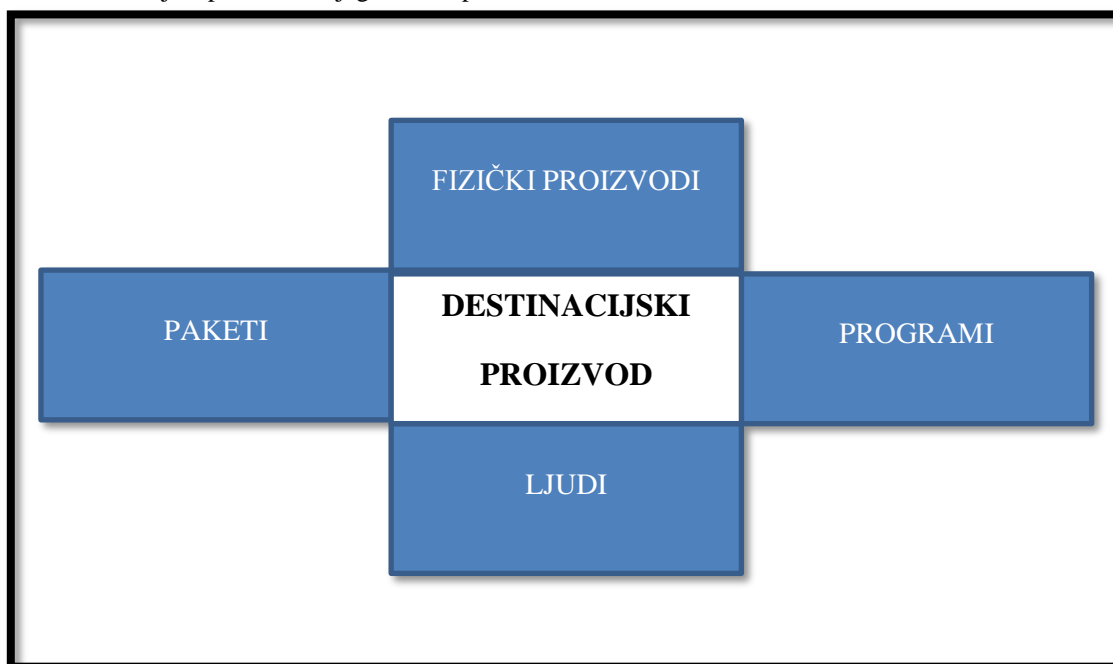 FIZIČKI PROIZVODI
PAKETI
DESTINACIJSKI
PROIZVOD
PROGRAMI
LJUDI